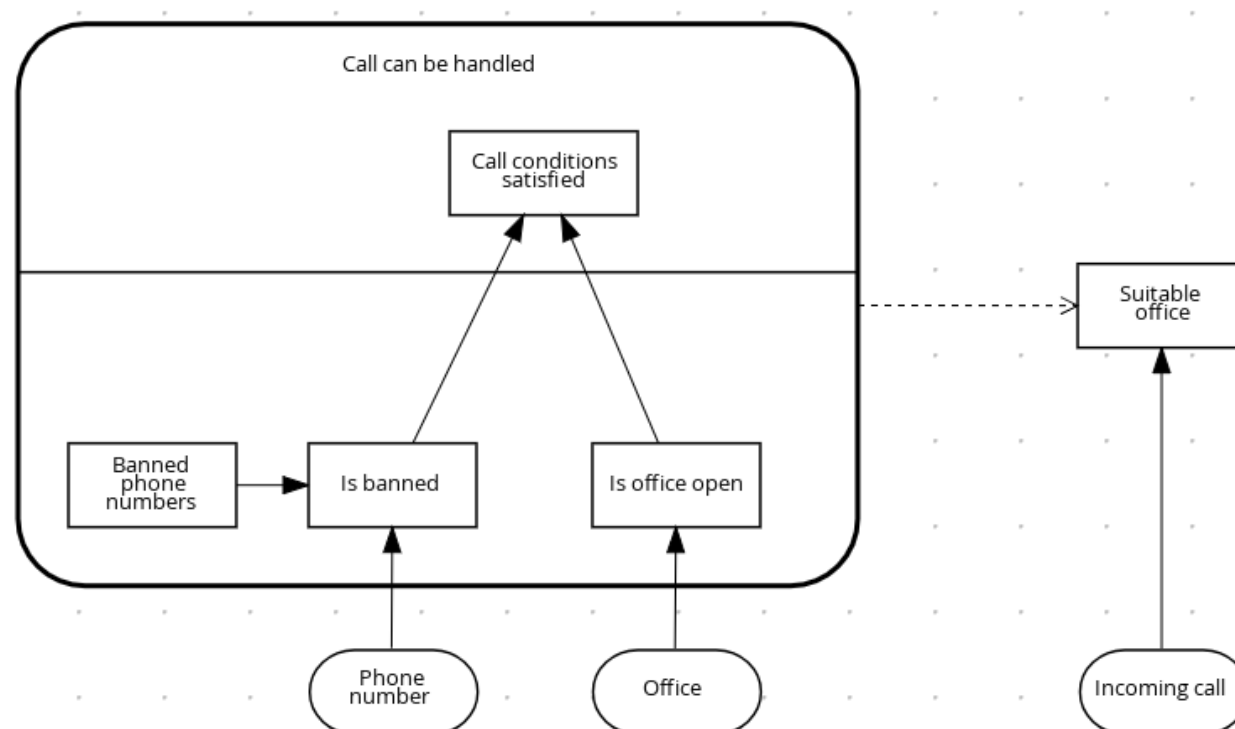 Call can be handled
Call conditions
satisfied
Suitable
office
Banned
phone
numbers
Is banned
Is office open
Phone
number
Office
Incoming call